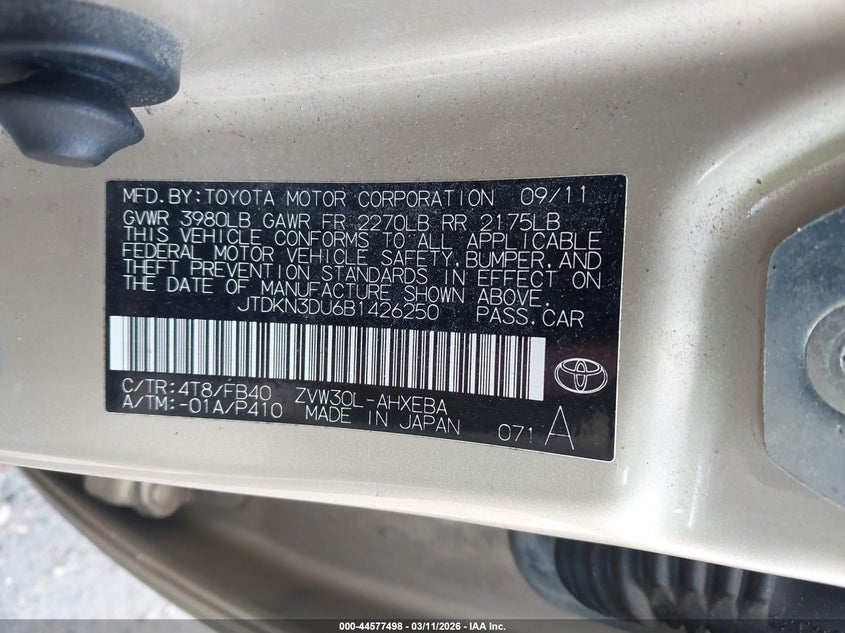 MFD.BY:TOYOTA MOTOR CORPORATION 09/11
GVWR 3980LB GAWR FR 2270LB RR 2175LB
THIS VEHICLE CONFORMS TO ALL APPLICABLE
FEDERAL MOTOR VEHICLE SAFETY,BUMPER,AND
THEFT PREVENTION STANDARDS IN EFFECT ON
THE DATE OF MANUFACTURE SHOWN ABOVE.
JTDKN3DU6B1426250 PASS.CAR
C/TR:4T8/FB40 ZVW30L-AHXEBA
A/TM:-01A/P410 MADE IN JAPAN 071 A
000-44577498 - 03/11/2026 - IAA Inc.